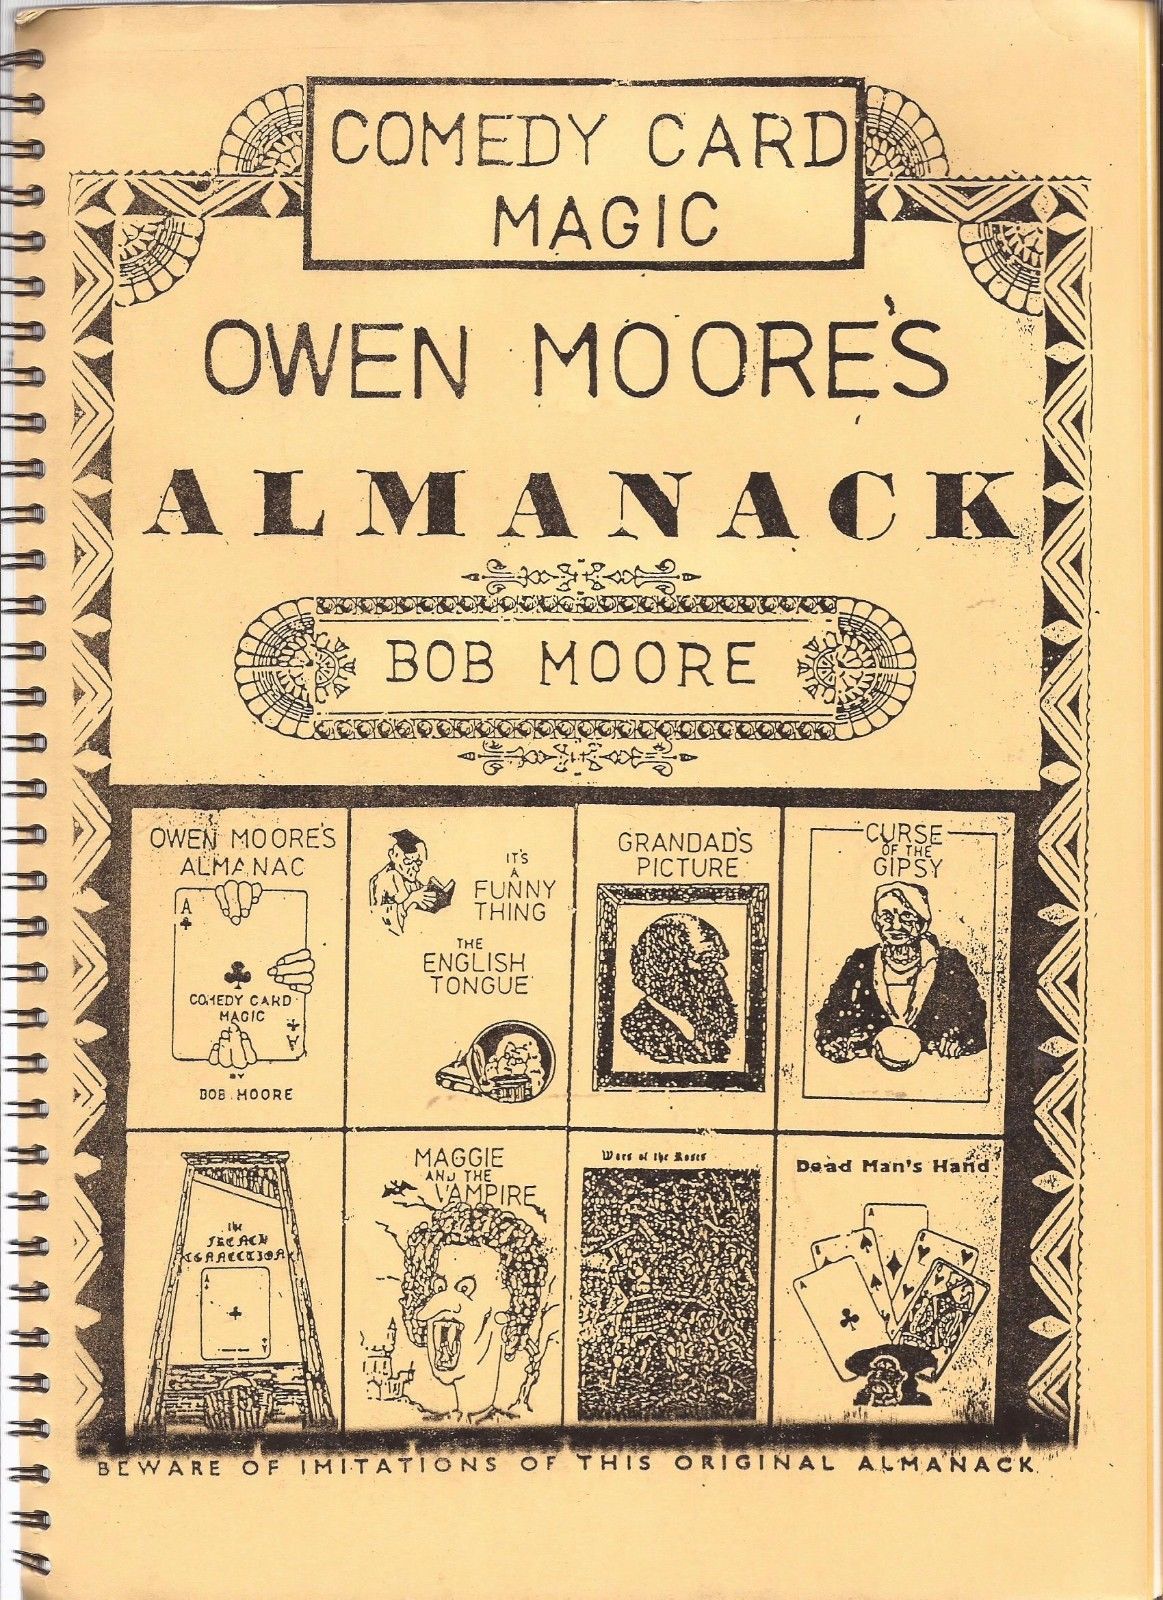 COMEDY CARD
MAGIC
OWEN MOORE'S
ALMANACK
BOB MOORE
OWEN MOORE'S
ALMANAC
A
COMEDY CARD
MAGIC
A
BY
BOB MOORE
IT'S
A
FUNNY
THING
THE
ENGLISH
TONGUE
GRANDAD'S
PICTURE
CURSE
OF THE
GIPSY
MAGGIE
AND THE
VAMPIRE
Wars of the Roses
Dead Man's Hand
A
A
BEWARE OF IMITATIONS OF THIS ORIGINAL ALMANACK